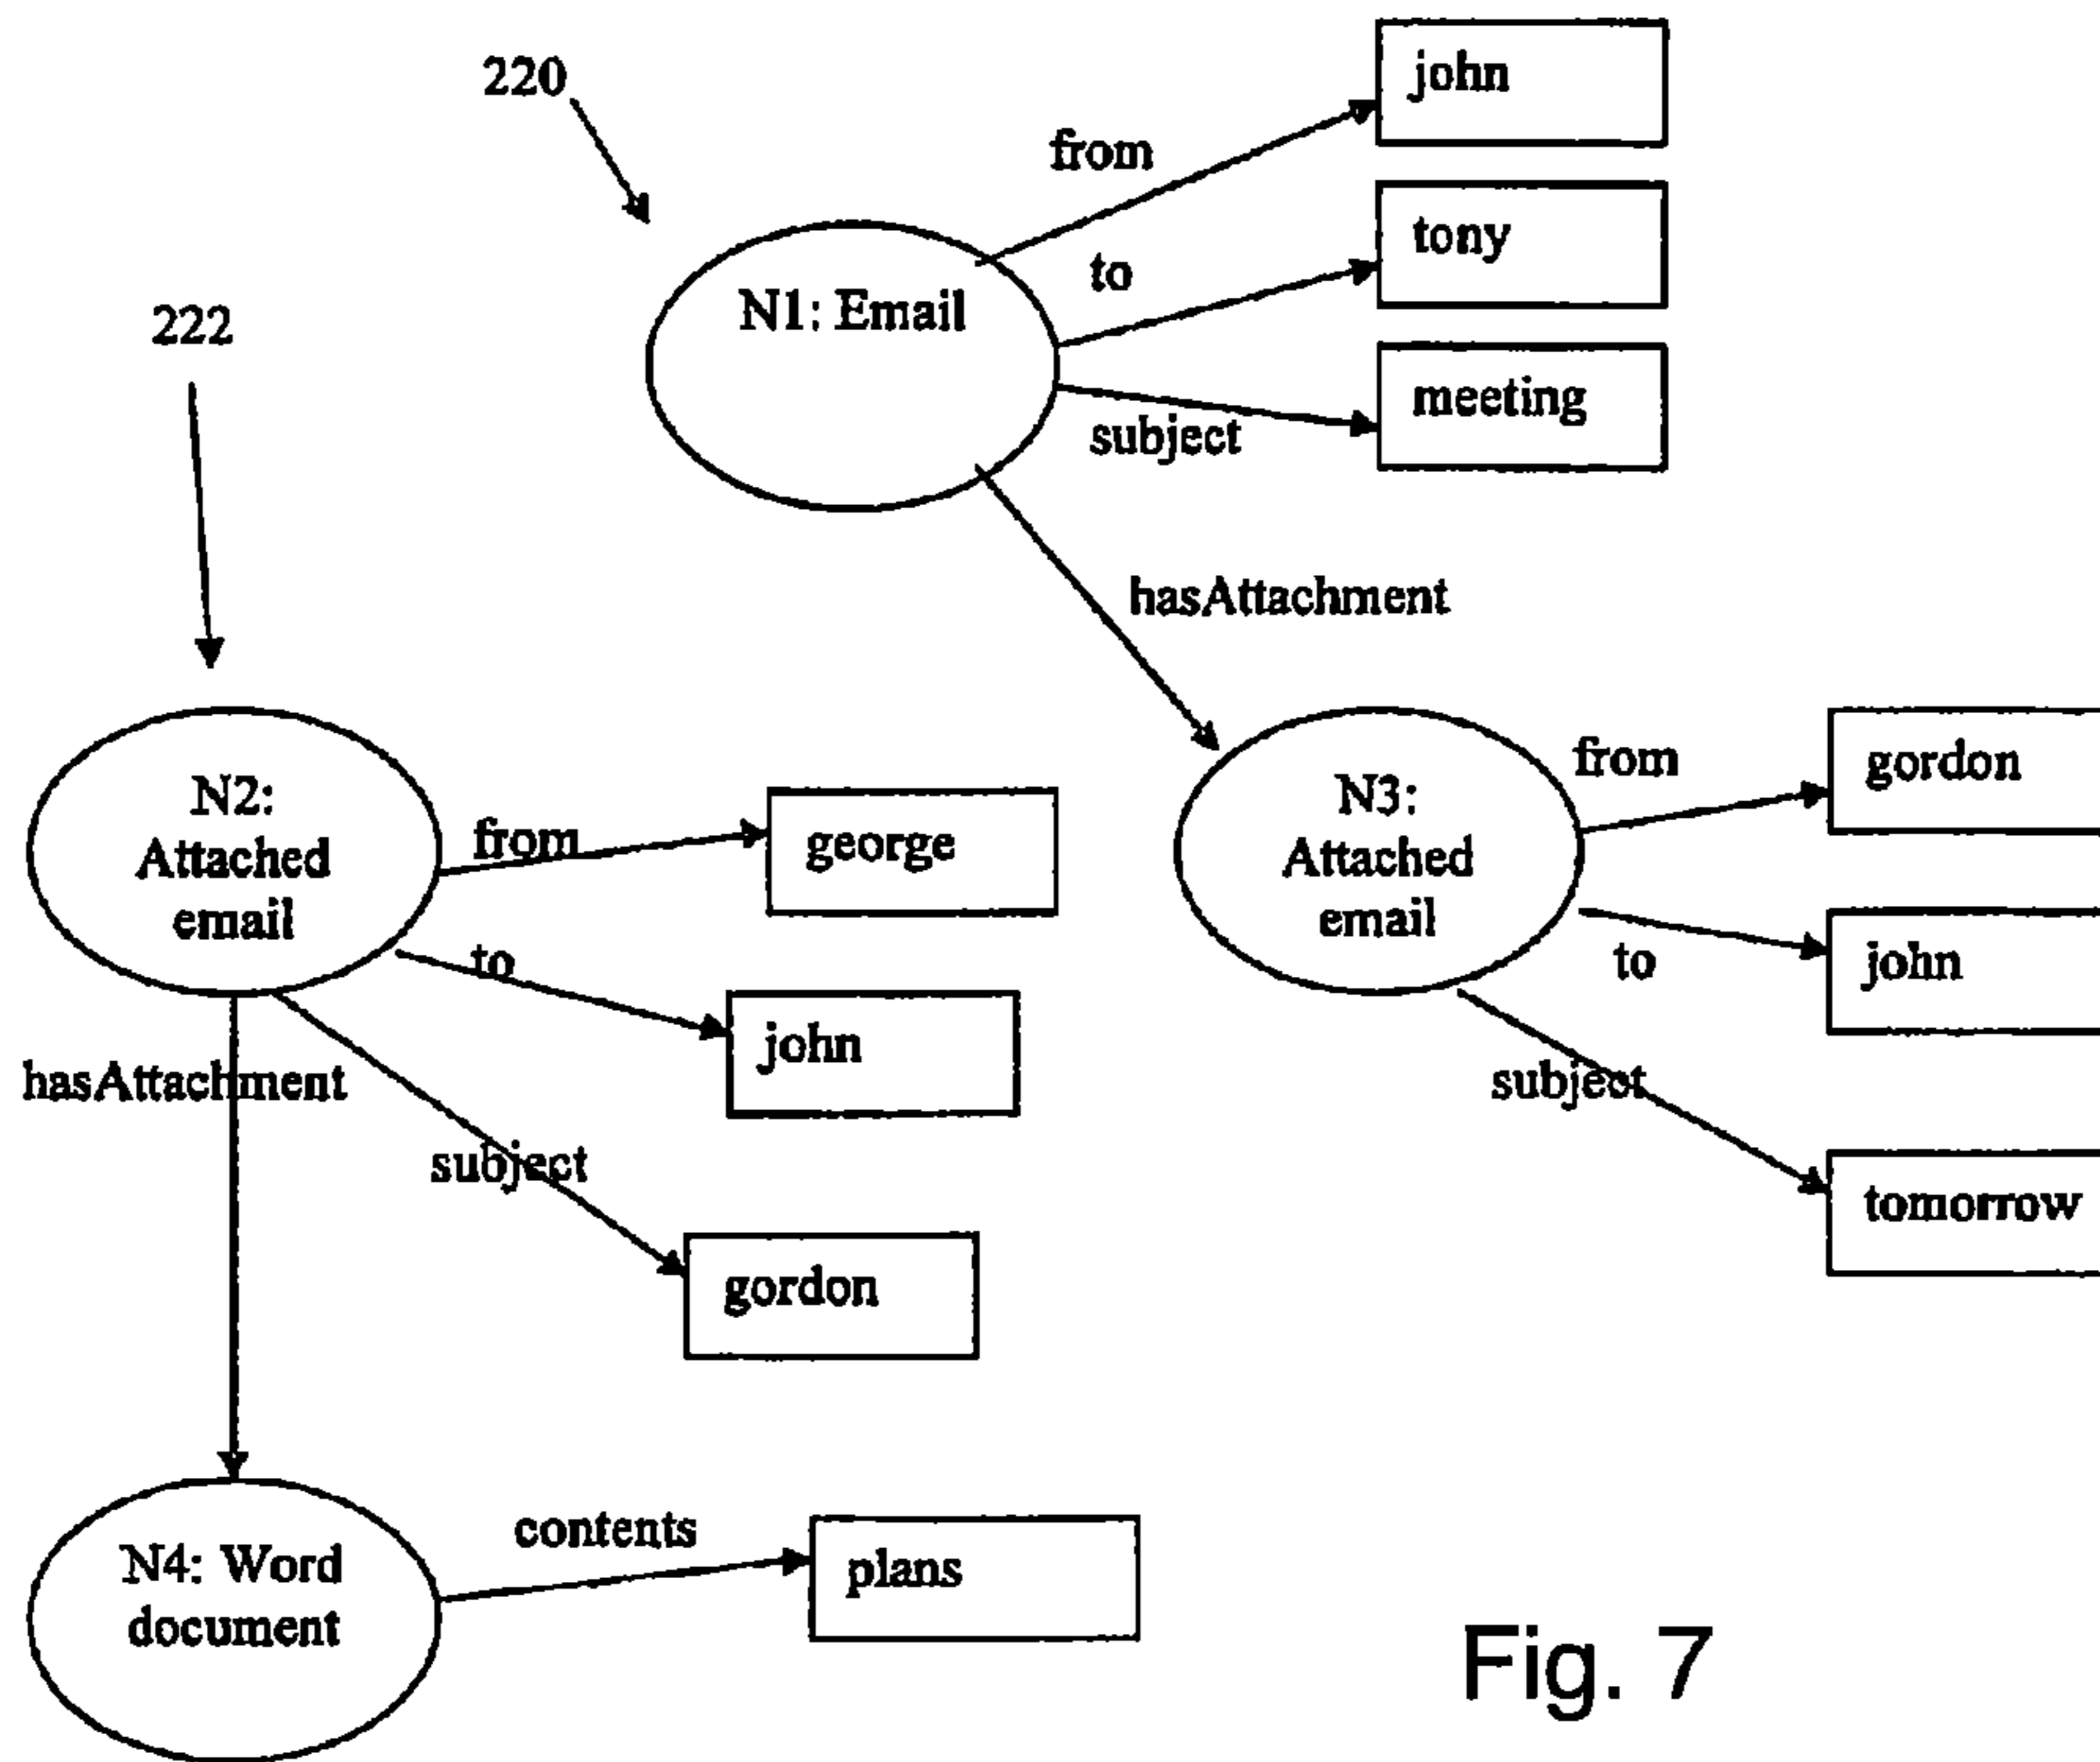 220
john
from
tony
to
N1: Email
222
meeting
subject
hasAttachment
N2:
Attached
email
from
george
to
john
hasAttachment
subject
gordon
N3:
Attached
email
from
gordon
to
john
subject
tomorrow
N4: Word
document
contents
plans
Fig. 7